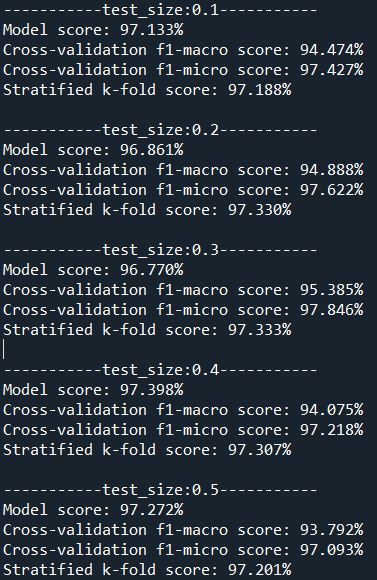 -----------test_size:0.1-----------
Model score: 97.133%
Cross-validation f1-macro score: 94.474%
Cross-validation f1-micro score: 97.427%
Stratified k-fold score: 97.188%
-----------test_size:0.2-----------
Model score: 96.861%
Cross-validation f1-macro score: 94.888%
Cross-validation f1-micro score: 97.622%
Stratified k-fold score: 97.330%
-----------test_size:0.3-----------
Model score: 96.770%
Cross-validation f1-macro score: 95.385%
Cross-validation f1-micro score: 97.846%
Stratified k-fold score: 97.333%
-----------test_size:0.4-----------
Model score: 97.398%
Cross-validation f1-macro score: 94.075%
Cross-validation f1-micro score: 97.218%
Stratified k-fold score: 97.307%
-----------test_size:0.5-----------
Model score: 97.272%
Cross-validation f1-macro score: 93.792%
Cross-validation f1-micro score: 97.093%
Stratified k-fold score: 97.201%